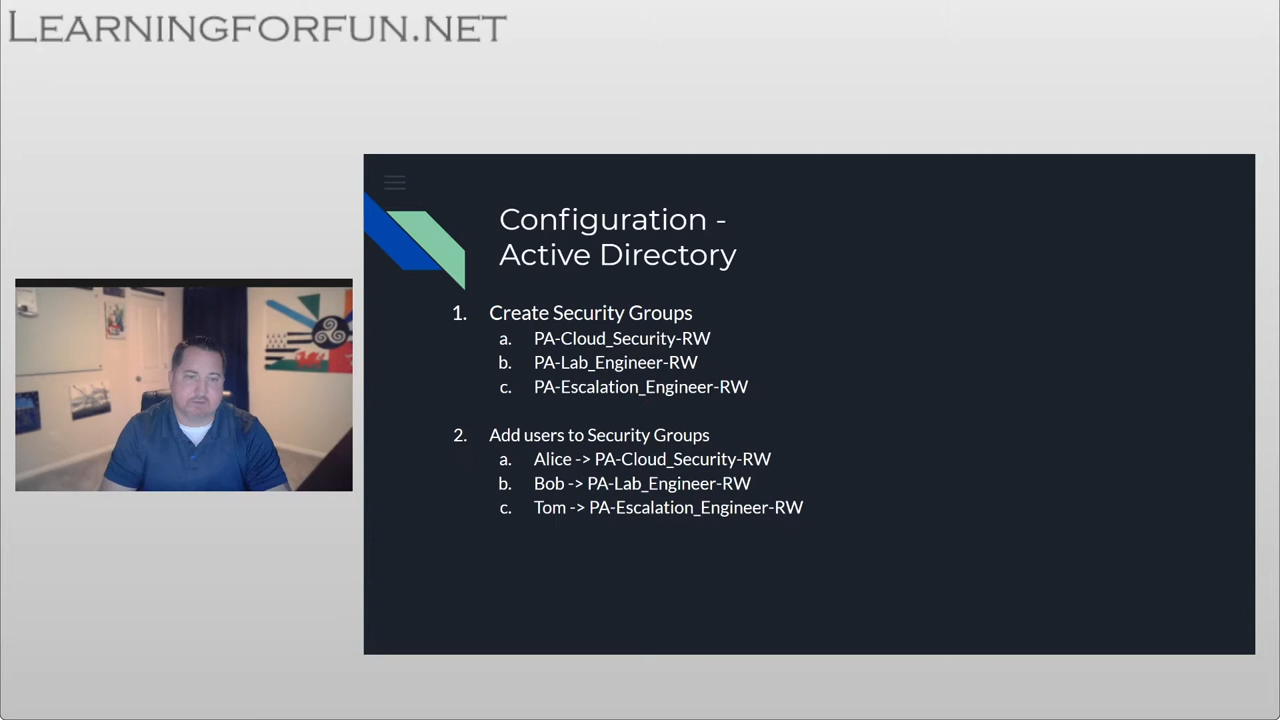 LEARNINGFORFUN.NET
Configuration -
Active Directory
1. Create Security Groups
a. PA-Cloud_Security-RW
b. PA-Lab_Engineer-RW
c. PA-Escalation_Engineer-RW
2. Add users to Security Groups
a. Alice -> PA-Cloud_Security-RW
b. Bob -> PA-Lab_Engineer-RW
c. Tom -> PA-Escalation_Engineer-RW